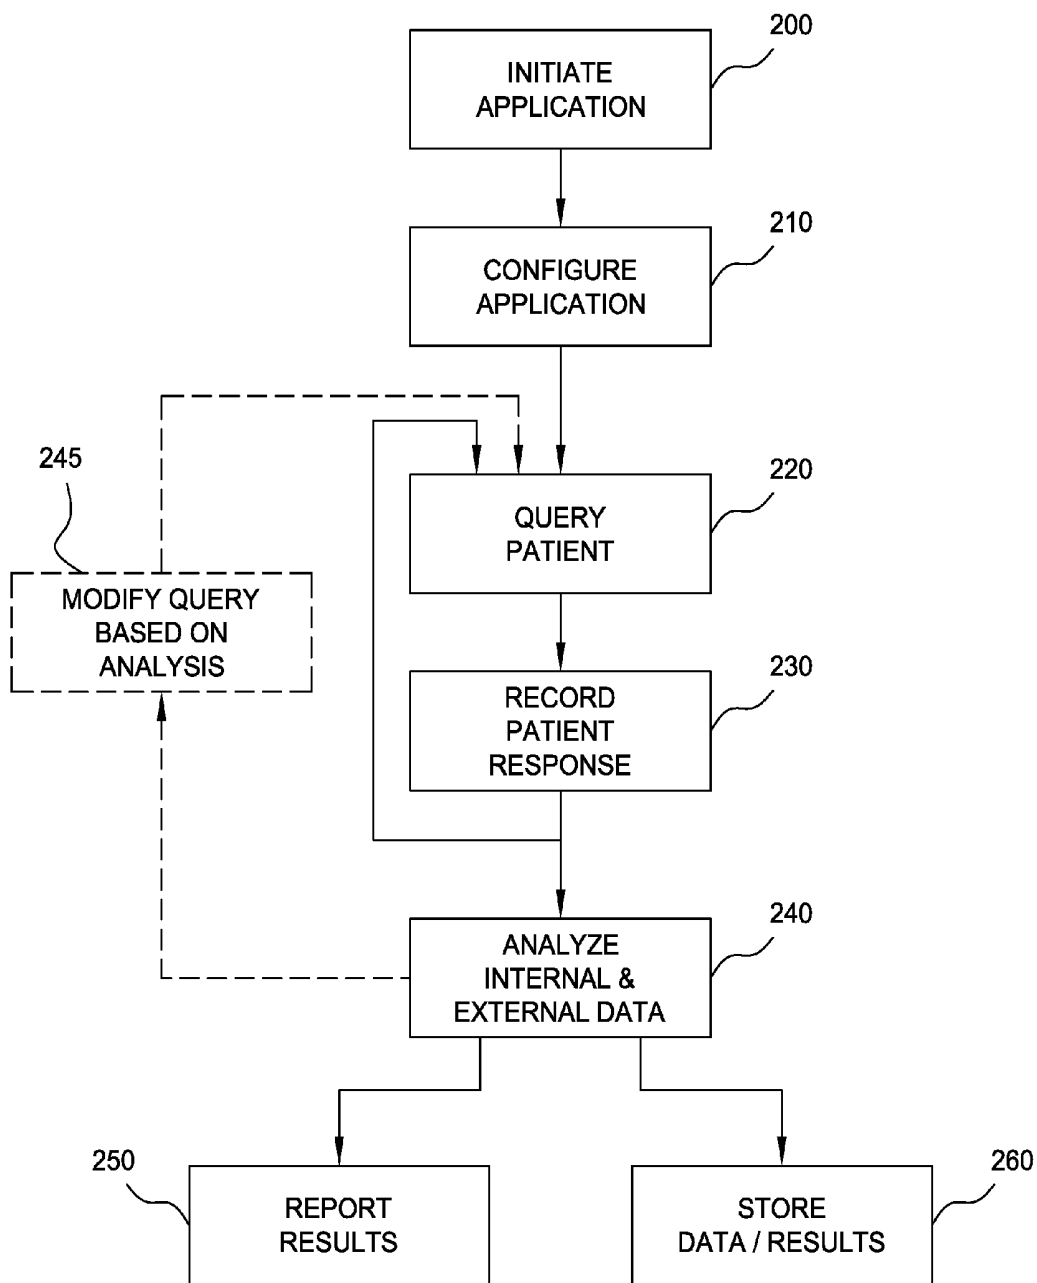 200
INITIATE
APPLICATION
210
CONFIGURE
APPLICATION
245
220
QUERY
PATIENT
MODIFY QUERY
BASED ON
ANALYSIS
230
RECORD
PATIENT
RESPONSE
240
ANALYZE
INTERNAL &
EXTERNAL DATA
250
REPORT
RESULTS
260
STORE
DATA / RESULTS